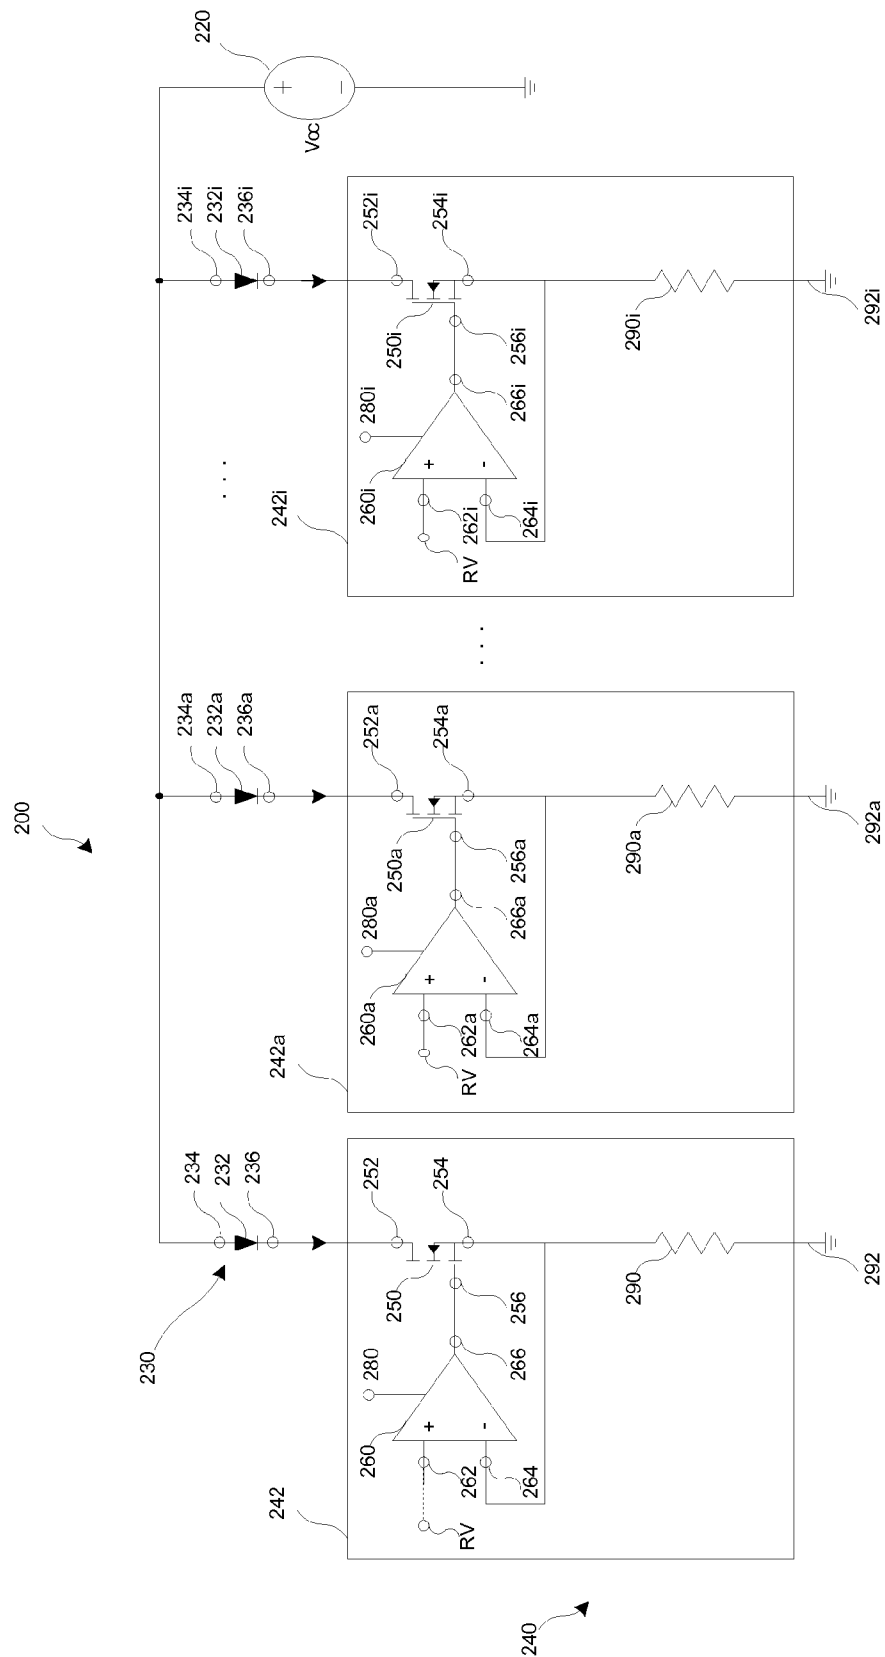 200
220
+
−
Vcc
230
234
232
236
234a
232a
236a
. . .
234i
232i
236i
240
242
252
254
250
256
280
260
+
-
266
262
264
RV
290
292
242a
252a
254a
250a
256a
280a
260a
+
-
266a
262a
264a
RV
290a
292a
. . .
242i
252i
254i
250i
256i
280i
260i
+
-
266i
262i
264i
RV
290i
292i